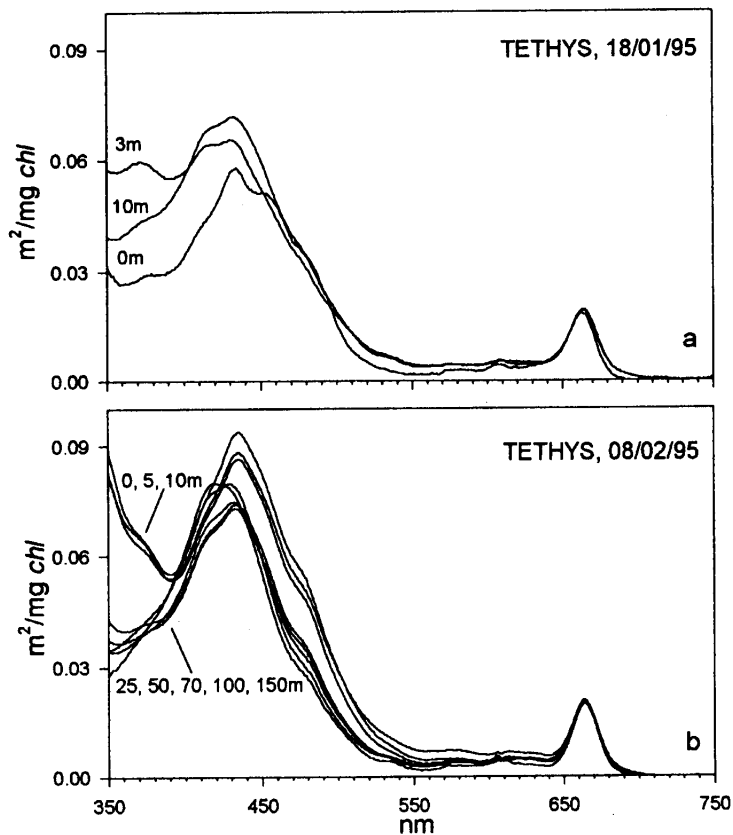 TETHYS, 18/01/95
0.09
0.06
0.03
0.00
m²/mg chl
3m
10m
0m
a
TETHYS, 08/02/95
0.09
0.06
0.03
0.00
m²/mg chl
0, 5, 10m
25, 50, 70, 100, 150m
b
350 450 550 650 750
nm